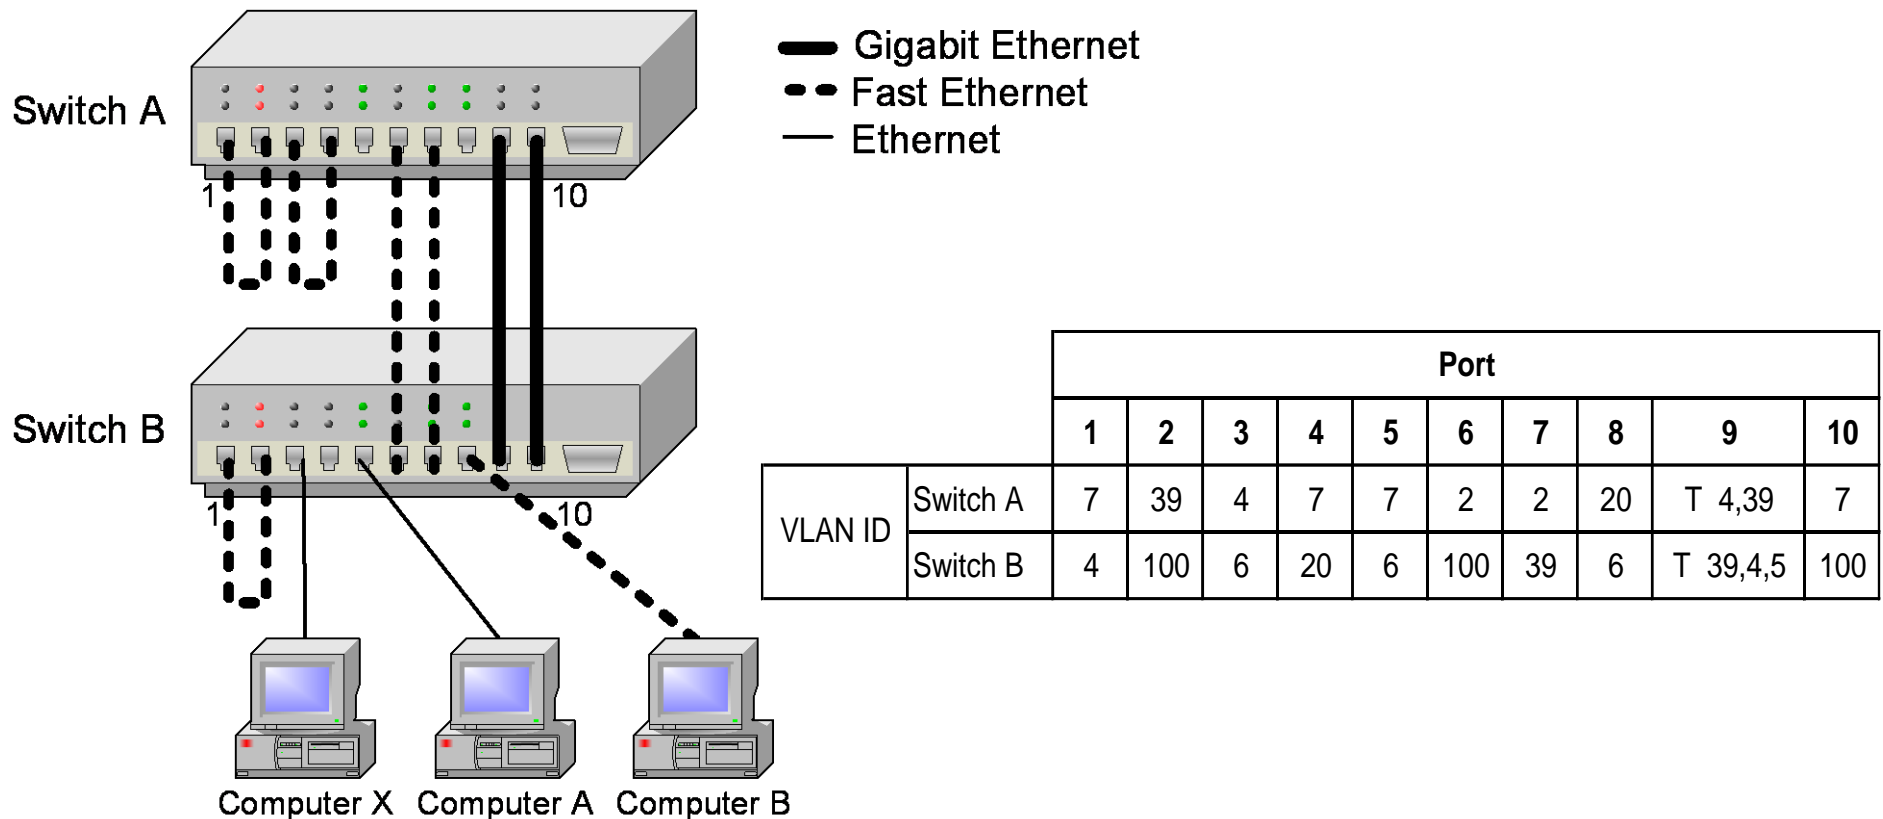 Switch A
1
10
Gigabit Ethernet
Fast Ethernet
Ethernet
Switch B
1
10
Computer X
Computer A
Computer B
Port
1 2 3 4 5 6 7 8 9 10
VLAN ID
Switch A 7 39 4 7 7 2 2 20 T 4,39 7
Switch B 4 100 6 20 6 100 39 6 T 39,4,5 100